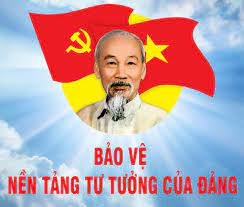 BẢO VỆ
NỀN TẢNG TƯ TƯỞNG CỦA ĐẢNG